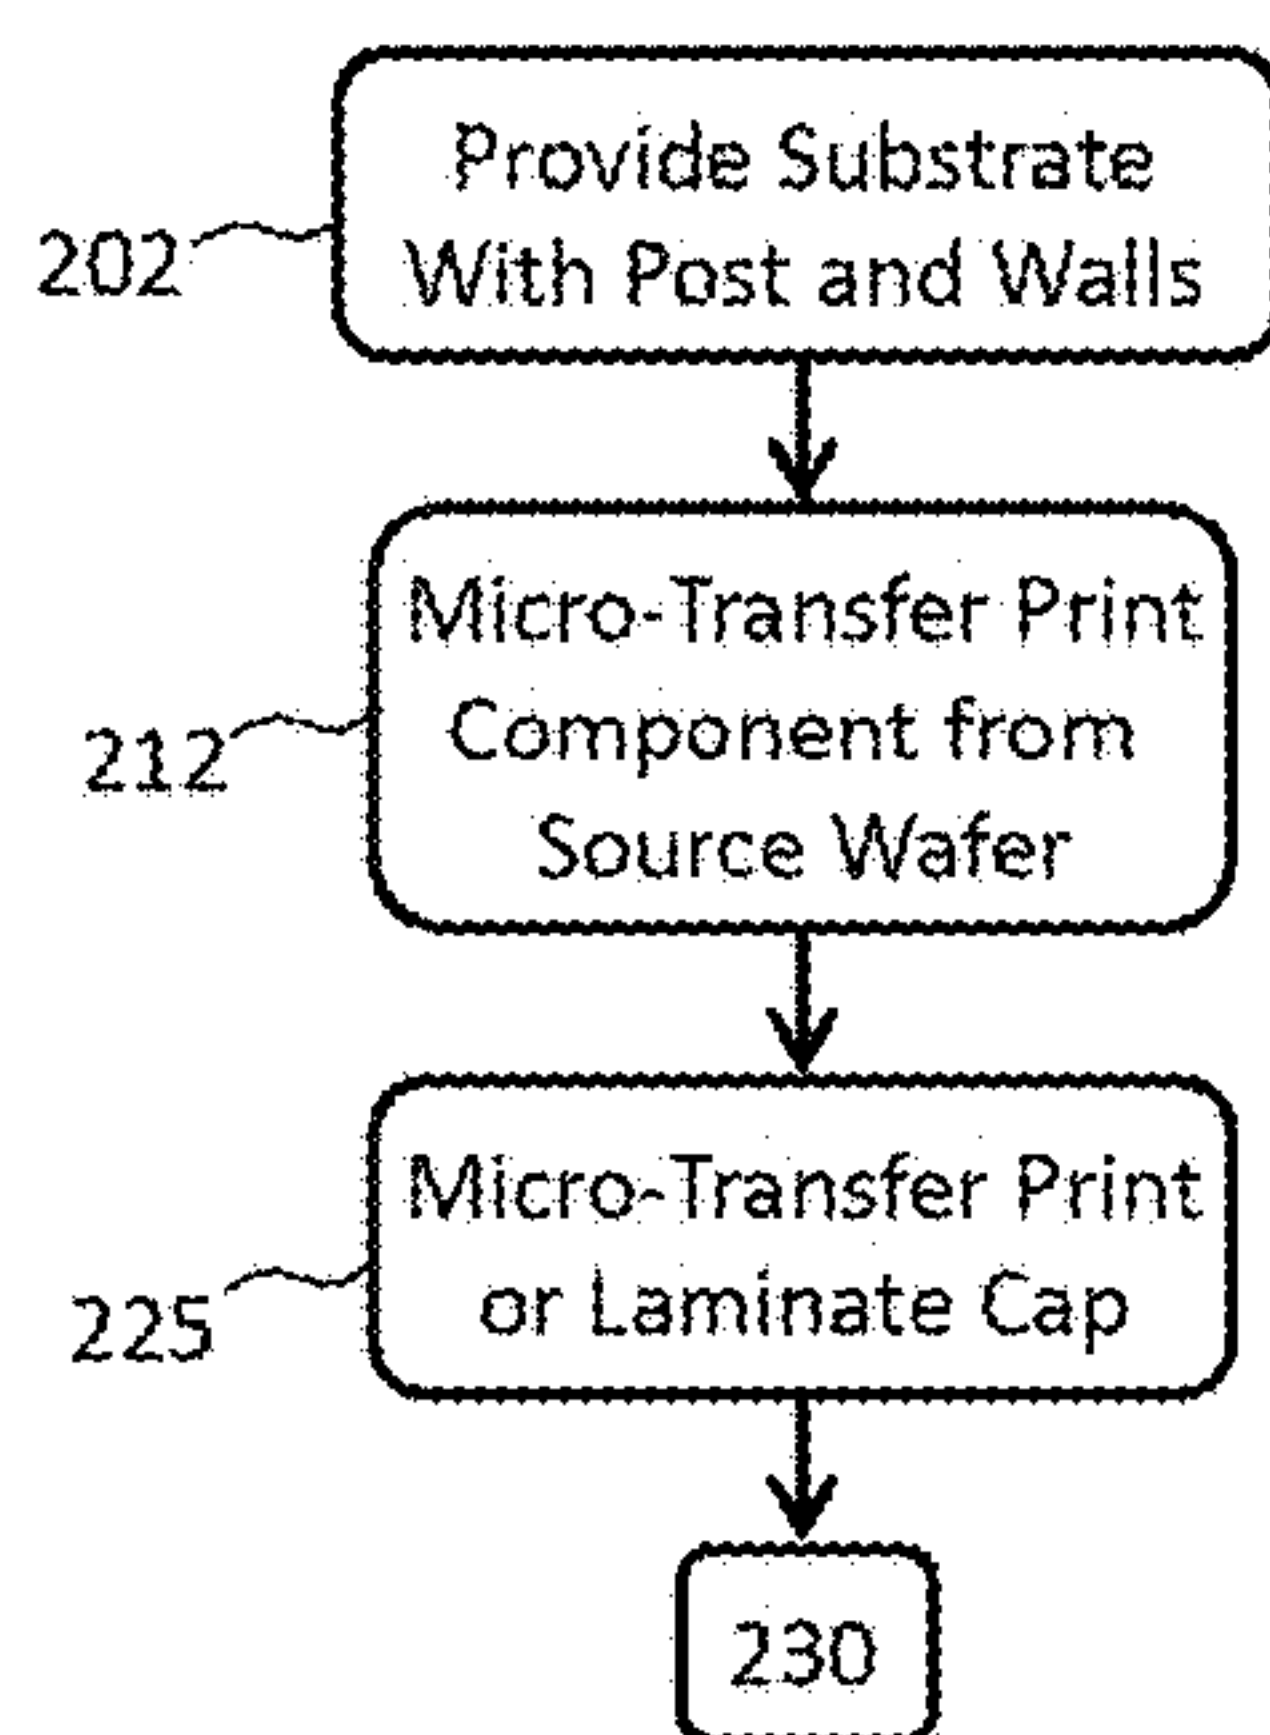 Provide Substrate
With Post and Walls
202
Micro-Transfer Print
Component from
Source Wafer
212
Micro-Transfer Print
or Laminate Cap
225
230